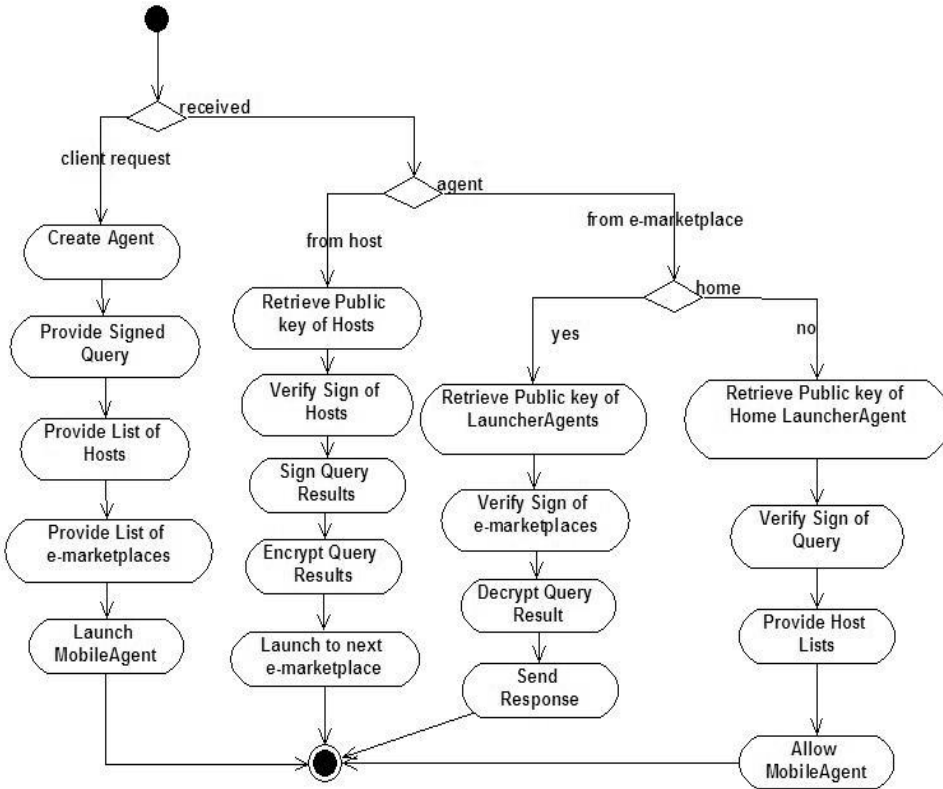 received
client request
agent
from host
from e-marketplace
home
yes
no
Create Agent
Provide Signed
Query
Provide List of
Hosts
Provide List of
e-marketplaces
Launch
MobileAgent
Retrieve Public
key of Hosts
Verify Sign of
Hosts
Sign Query
Results
Encrypt Query
Results
Launch to next
e-marketplace
Retrieve Public key of
LauncherAgents
Verify Sign of
e-marketplaces
Decrypt Query
Result
Send
Response
Retrieve Public key of
Home LauncherAgent
Verify Sign of
Query
Provide Host
Lists
Allow
MobileAgent